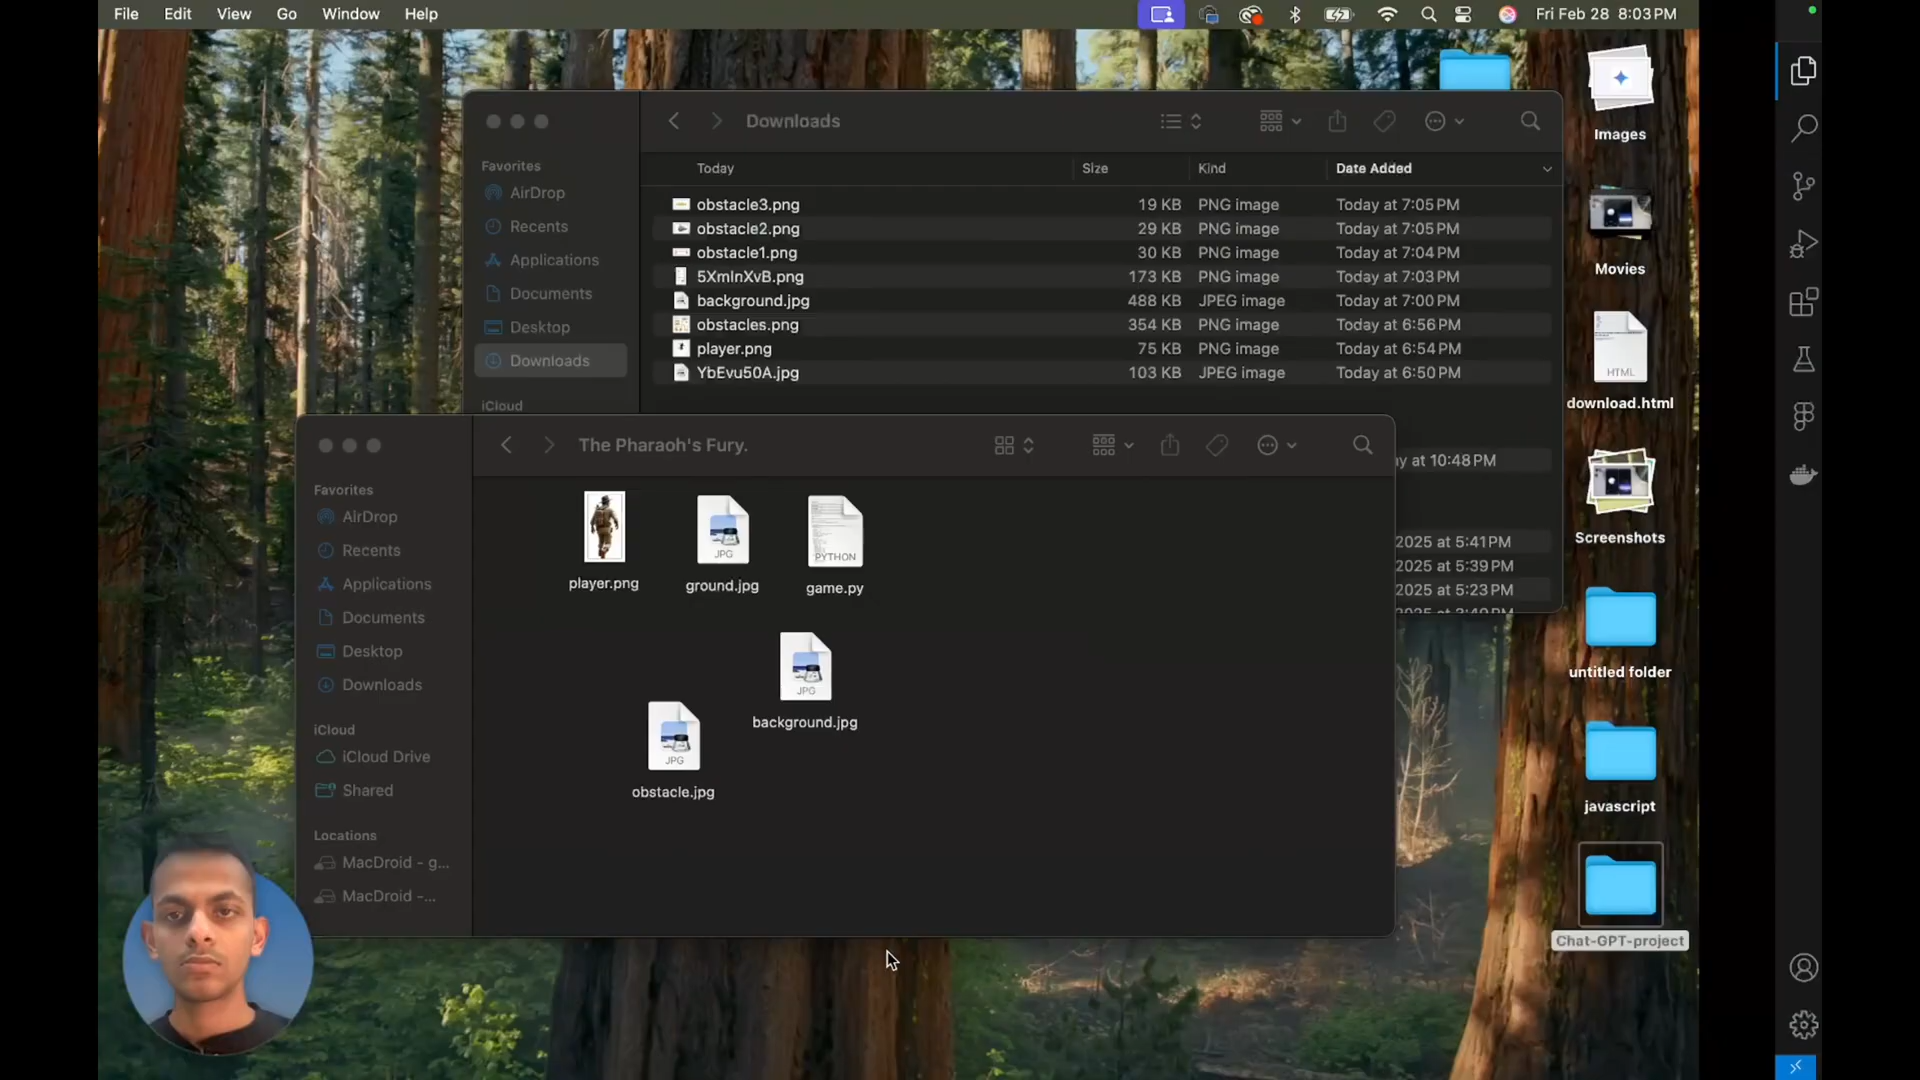 File Edit View Go Window Help
Fri Feb 28 8:03 PM
Images
Movies
HTML
download.html
Screenshots
untitled folder
javascript
Chat-GPT-project
Favorites
AirDrop
Recents
Applications
Documents
Desktop
Downloads
iCloud
Downloads
Today Size Kind Date Added
obstacle3.png 19 KB PNG image Today at 7:05 PM
obstacle2.png 29 KB PNG image Today at 7:05 PM
obstacle1.png 30 KB PNG image Today at 7:04 PM
5XmInXvB.png 173 KB PNG image Today at 7:03 PM
background.jpg 488 KB JPEG image Today at 7:00 PM
obstacles.png 354 KB PNG image Today at 6:56 PM
player.png 75 KB PNG image Today at 6:54 PM
YbEvu50A.jpg 103 KB JPEG image Today at 6:50 PM
at 10:48 PM
2025 at 5:41 PM
2025 at 5:39 PM
2025 at 5:23 PM
Favorites
AirDrop
Recents
Applications
Documents
Desktop
Downloads
iCloud
iCloud Drive
Shared
Locations
MacDroid - g...
MacDroid -...
The Pharaoh's Fury.
player.png
JPG
ground.jpg
PYTHON
game.py
JPG
background.jpg
JPG
obstacle.jpg